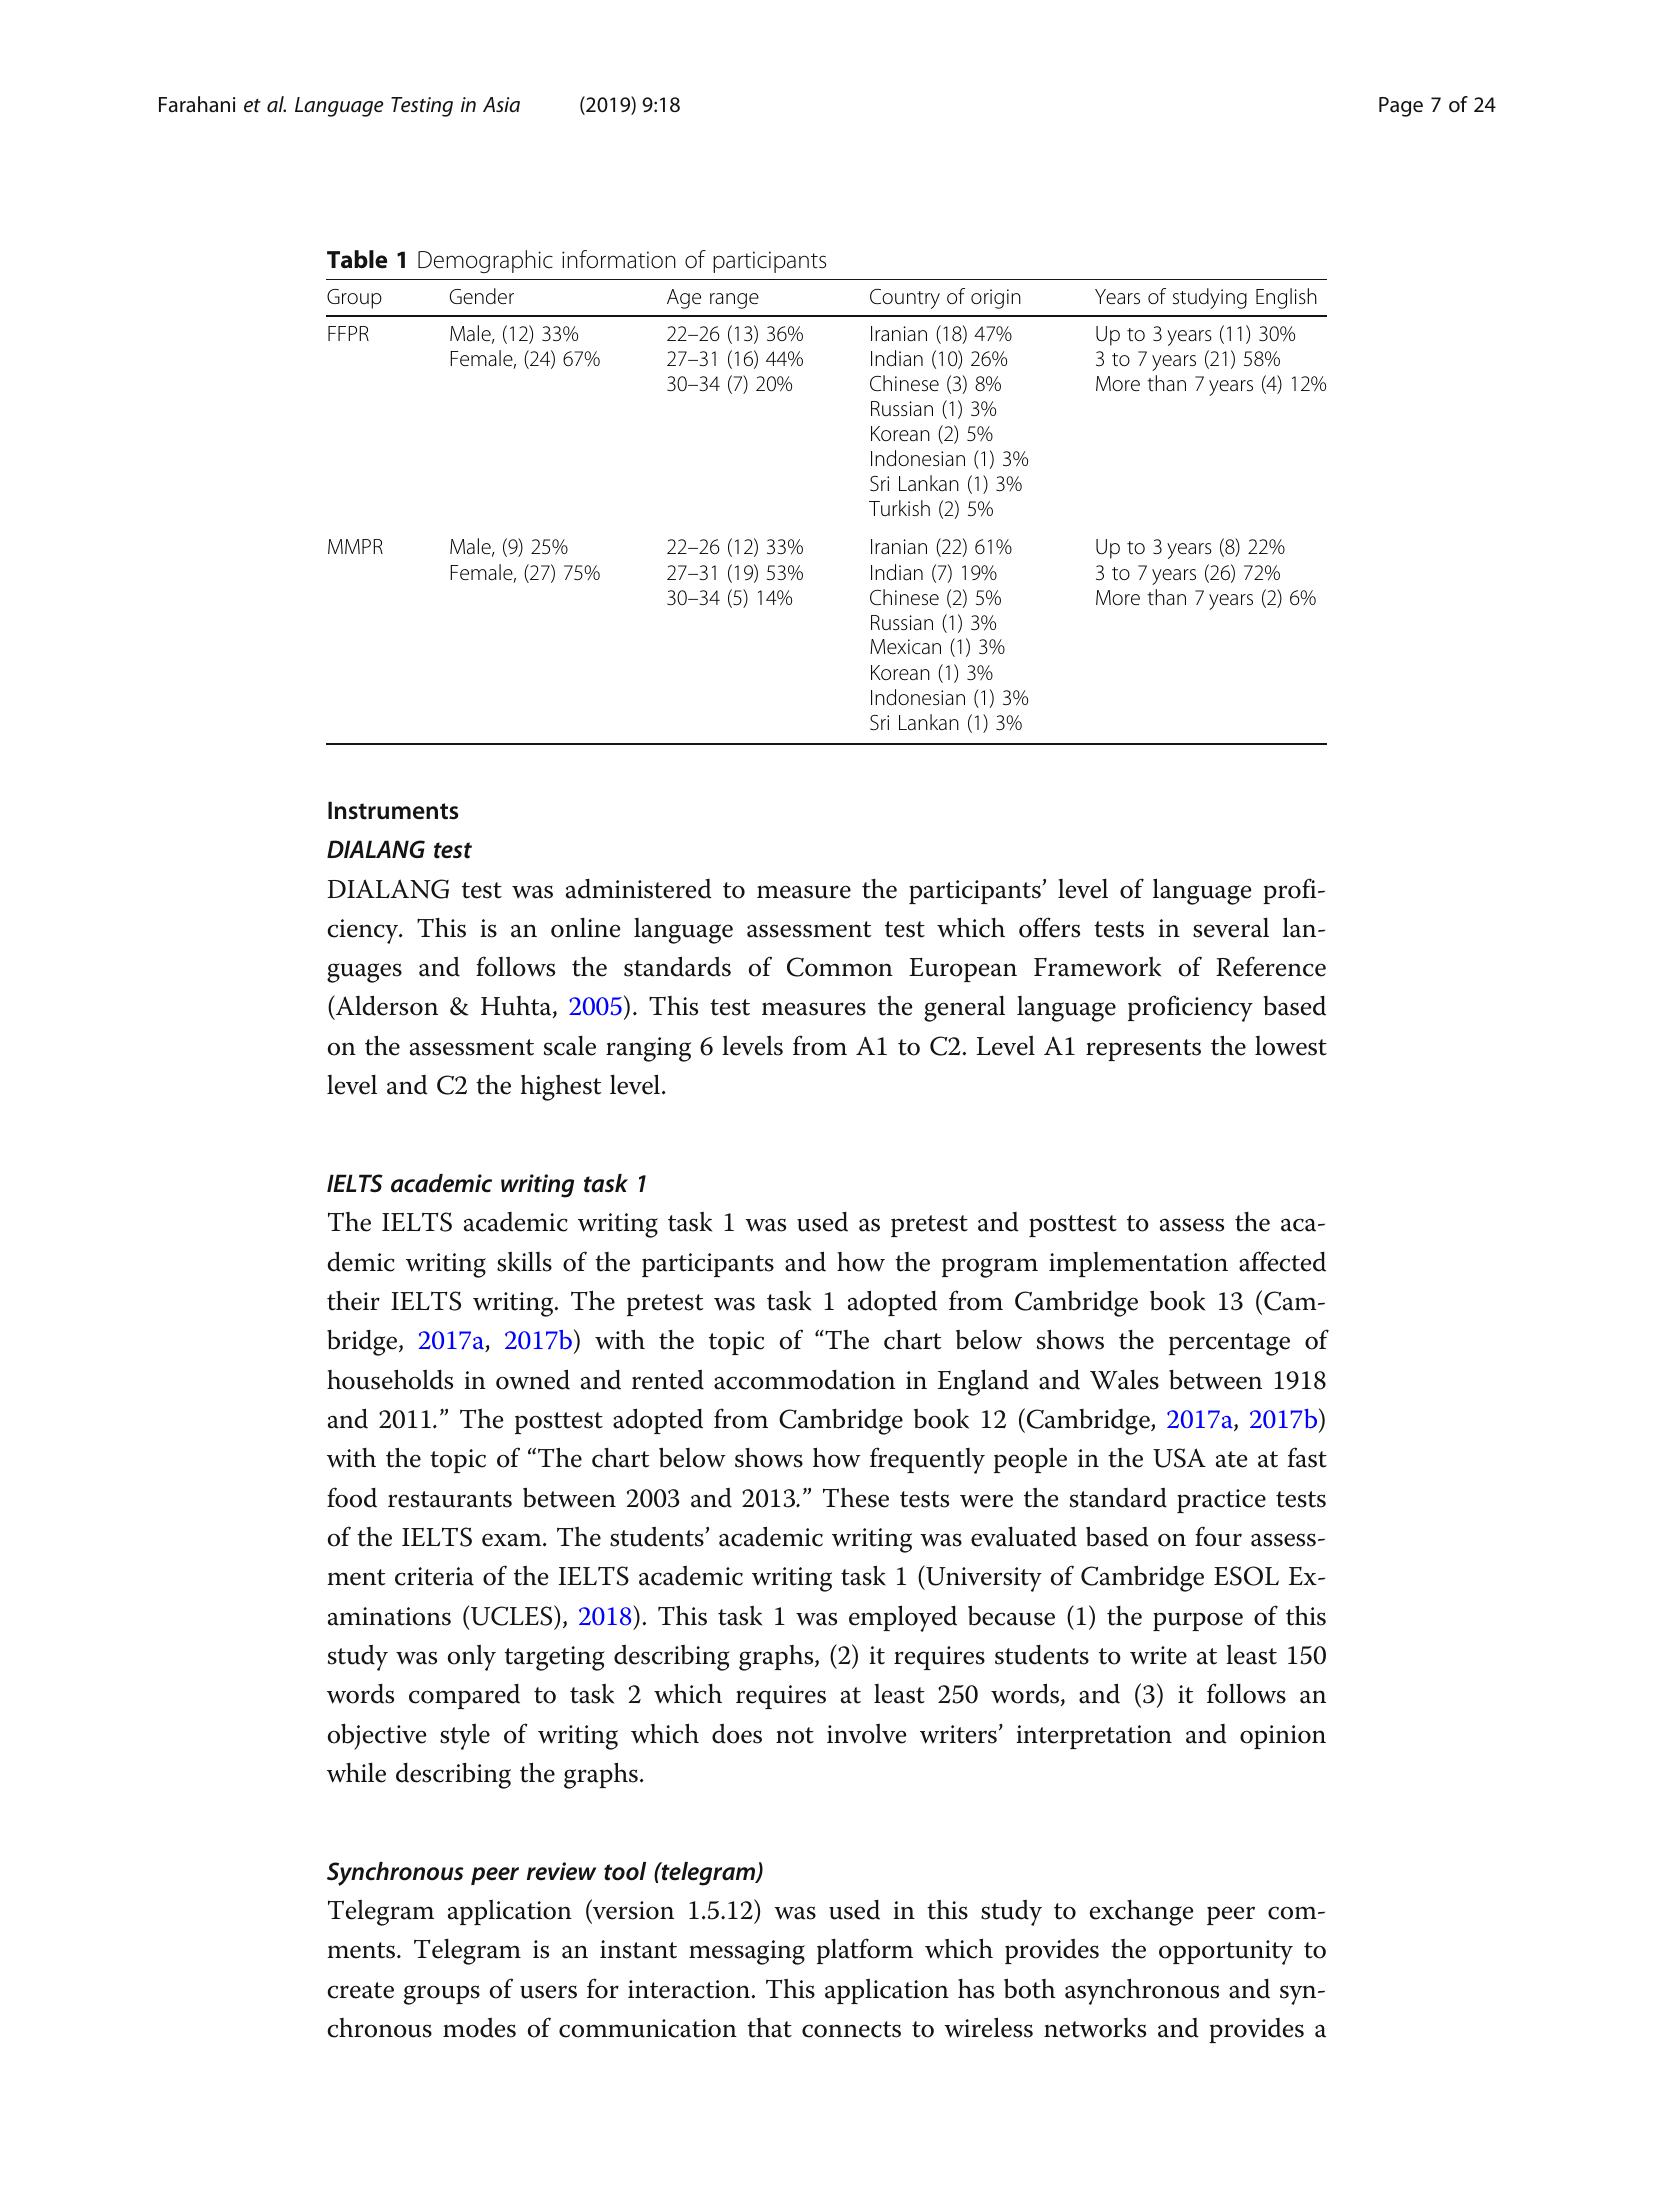 Farahani et al. Language Testing in Asia (2019) 9:18 Page 7 of 24
Table 1 Demographic information of participants
Group Gender Age range Country of origin Years of studying English
FFPR Male, (12) 33% 22–26 (13) 36% Iranian (18) 47% Up to 3 years (11) 30%
Female, (24) 67% 27–31 (16) 44% Indian (10) 26% 3 to 7 years (21) 58%
30–34 (7) 20% Chinese (3) 8% More than 7 years (4) 12%
Russian (1) 3%
Korean (2) 5%
Indonesian (1) 3%
Sri Lankan (1) 3%
Turkish (2) 5%
MMPR Male, (9) 25% 22–26 (12) 33% Iranian (22) 61% Up to 3 years (8) 22%
Female, (27) 75% 27–31 (19) 53% Indian (7) 19% 3 to 7 years (26) 72%
30–34 (5) 14% Chinese (2) 5% More than 7 years (2) 6%
Russian (1) 3%
Mexican (1) 3%
Korean (1) 3%
Indonesian (1) 3%
Sri Lankan (1) 3%
Instruments
DIALANG test
DIALANG test was administered to measure the participants’ level of language profi-
ciency. This is an online language assessment test which offers tests in several lan-
guages and follows the standards of Common European Framework of Reference
(Alderson & Huhta, 2005). This test measures the general language proficiency based
on the assessment scale ranging 6 levels from A1 to C2. Level A1 represents the lowest
level and C2 the highest level.
IELTS academic writing task 1
The IELTS academic writing task 1 was used as pretest and posttest to assess the aca-
demic writing skills of the participants and how the program implementation affected
their IELTS writing. The pretest was task 1 adopted from Cambridge book 13 (Cam-
bridge, 2017a, 2017b) with the topic of “The chart below shows the percentage of
households in owned and rented accommodation in England and Wales between 1918
and 2011.” The posttest adopted from Cambridge book 12 (Cambridge, 2017a, 2017b)
with the topic of “The chart below shows how frequently people in the USA ate at fast
food restaurants between 2003 and 2013.” These tests were the standard practice tests
of the IELTS exam. The students’ academic writing was evaluated based on four assess-
ment criteria of the IELTS academic writing task 1 (University of Cambridge ESOL Ex-
aminations (UCLES), 2018). This task 1 was employed because (1) the purpose of this
study was only targeting describing graphs, (2) it requires students to write at least 150
words compared to task 2 which requires at least 250 words, and (3) it follows an
objective style of writing which does not involve writers’ interpretation and opinion
while describing the graphs.
Synchronous peer review tool (telegram)
Telegram application (version 1.5.12) was used in this study to exchange peer com-
ments. Telegram is an instant messaging platform which provides the opportunity to
create groups of users for interaction. This application has both asynchronous and syn-
chronous modes of communication that connects to wireless networks and provides a